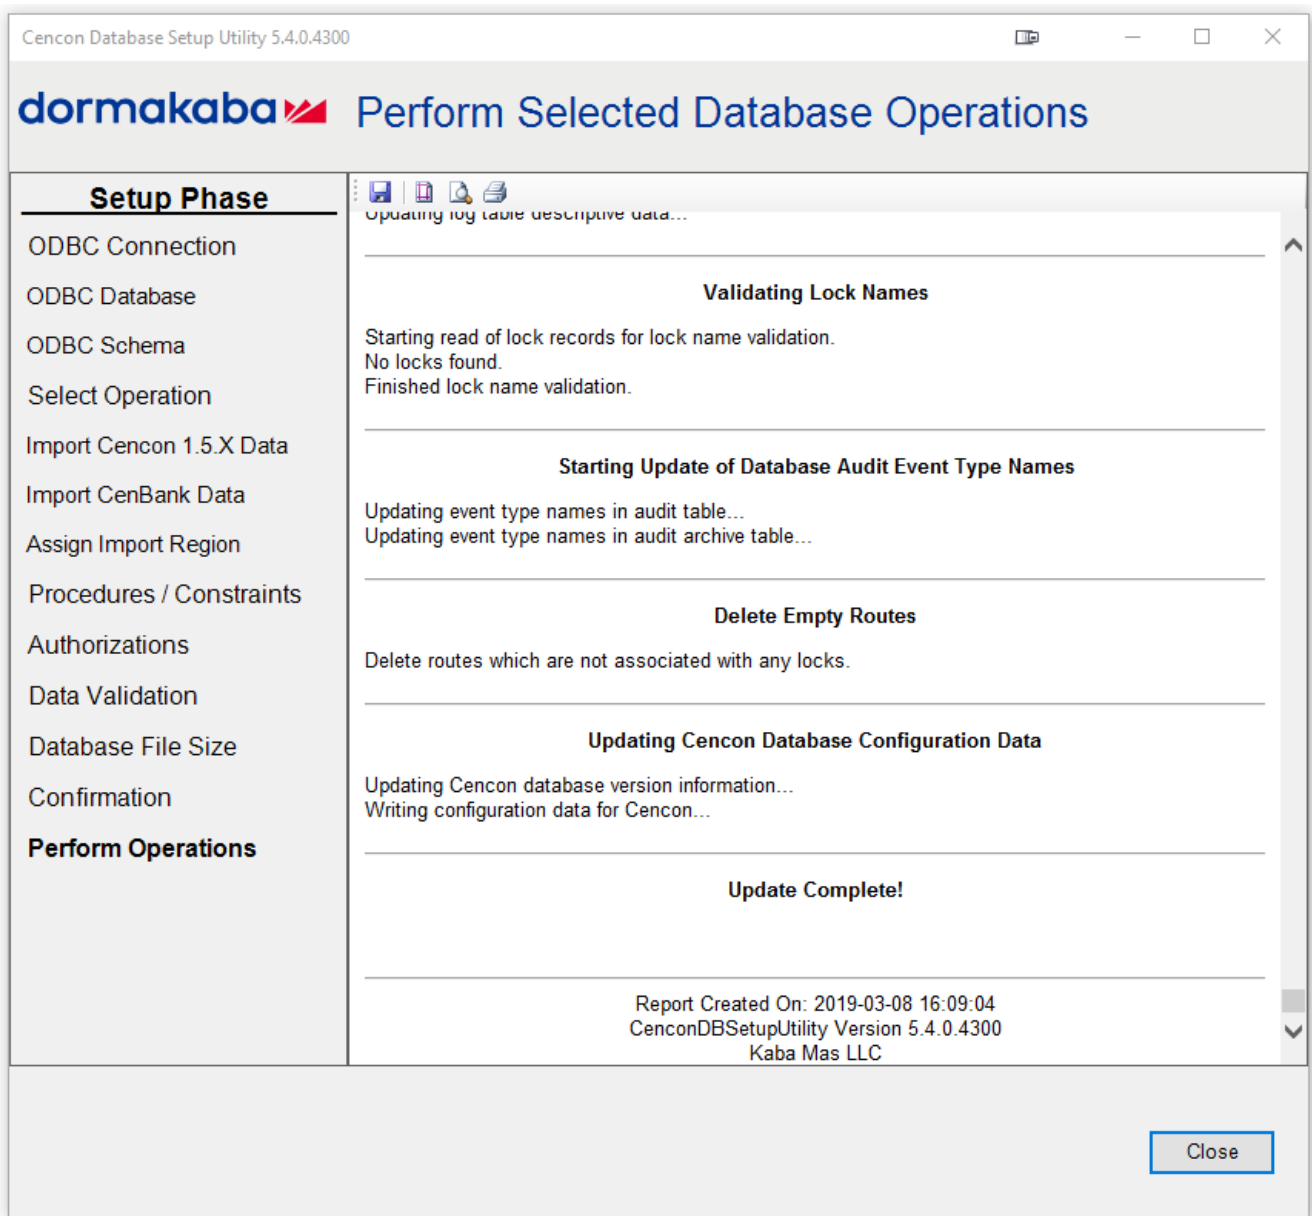 Cencon Database Setup Utility 5.4.0.4300
dormakaba
Perform Selected Database Operations
Setup Phase
ODBC Connection
ODBC Database
ODBC Schema
Select Operation
Import Cencon 1.5.X Data
Import CenBank Data
Assign Import Region
Procedures / Constraints
Authorizations
Data Validation
Database File Size
Confirmation
Perform Operations
Updating log table descriptive data...
Validating Lock Names
Starting read of lock records for lock name validation.
No locks found.
Finished lock name validation.
Starting Update of Database Audit Event Type Names
Updating event type names in audit table...
Updating event type names in audit archive table...
Delete Empty Routes
Delete routes which are not associated with any locks.
Updating Cencon Database Configuration Data
Updating Cencon database version information...
Writing configuration data for Cencon...
Update Complete!
Report Created On: 2019-03-08 16:09:04
CenconDBSetupUtility Version 5.4.0.4300
Kaba Mas LLC
Close